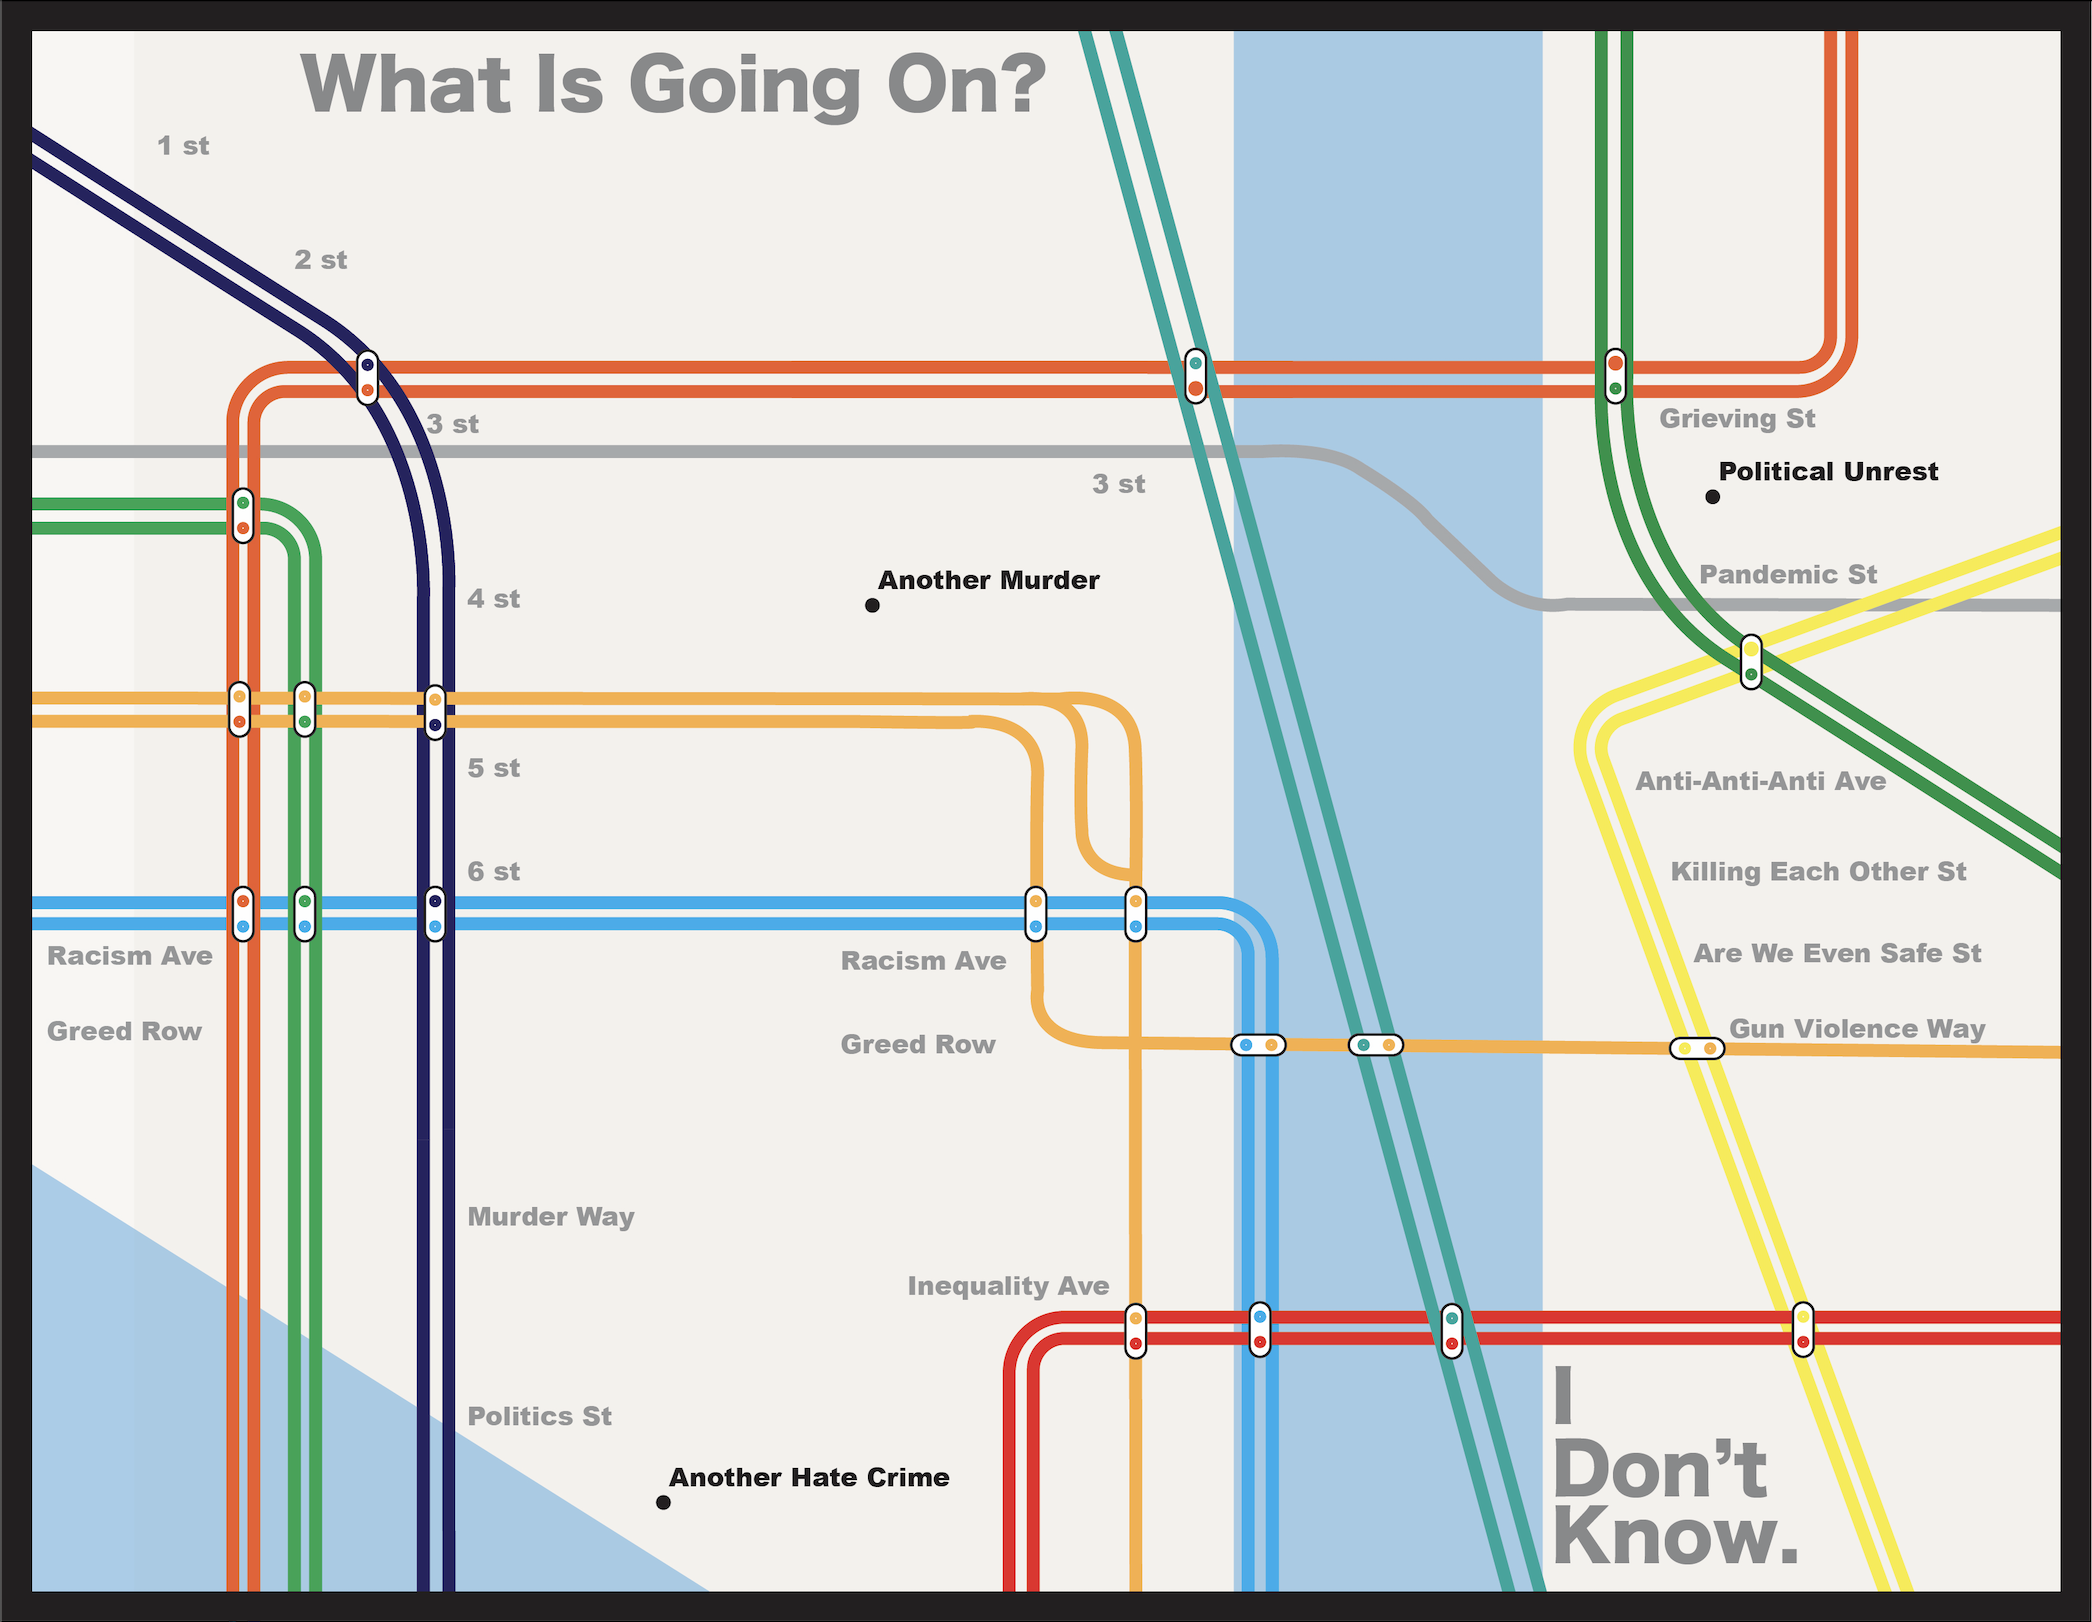 What Is Going On?
1 st
2 st
3 st
Grieving St
Political Unrest
3 st
Pandemic St
Another Murder
4 st
5 st
Anti-Anti-Anti Ave
6 st
Killing Each Other St
Racism Ave
Racism Ave
Are We Even Safe St
Greed Row
Greed Row
Gun Violence Way
Murder Way
Inequality Ave
Politics St
Another Hate Crime
I
Don’t
Know.